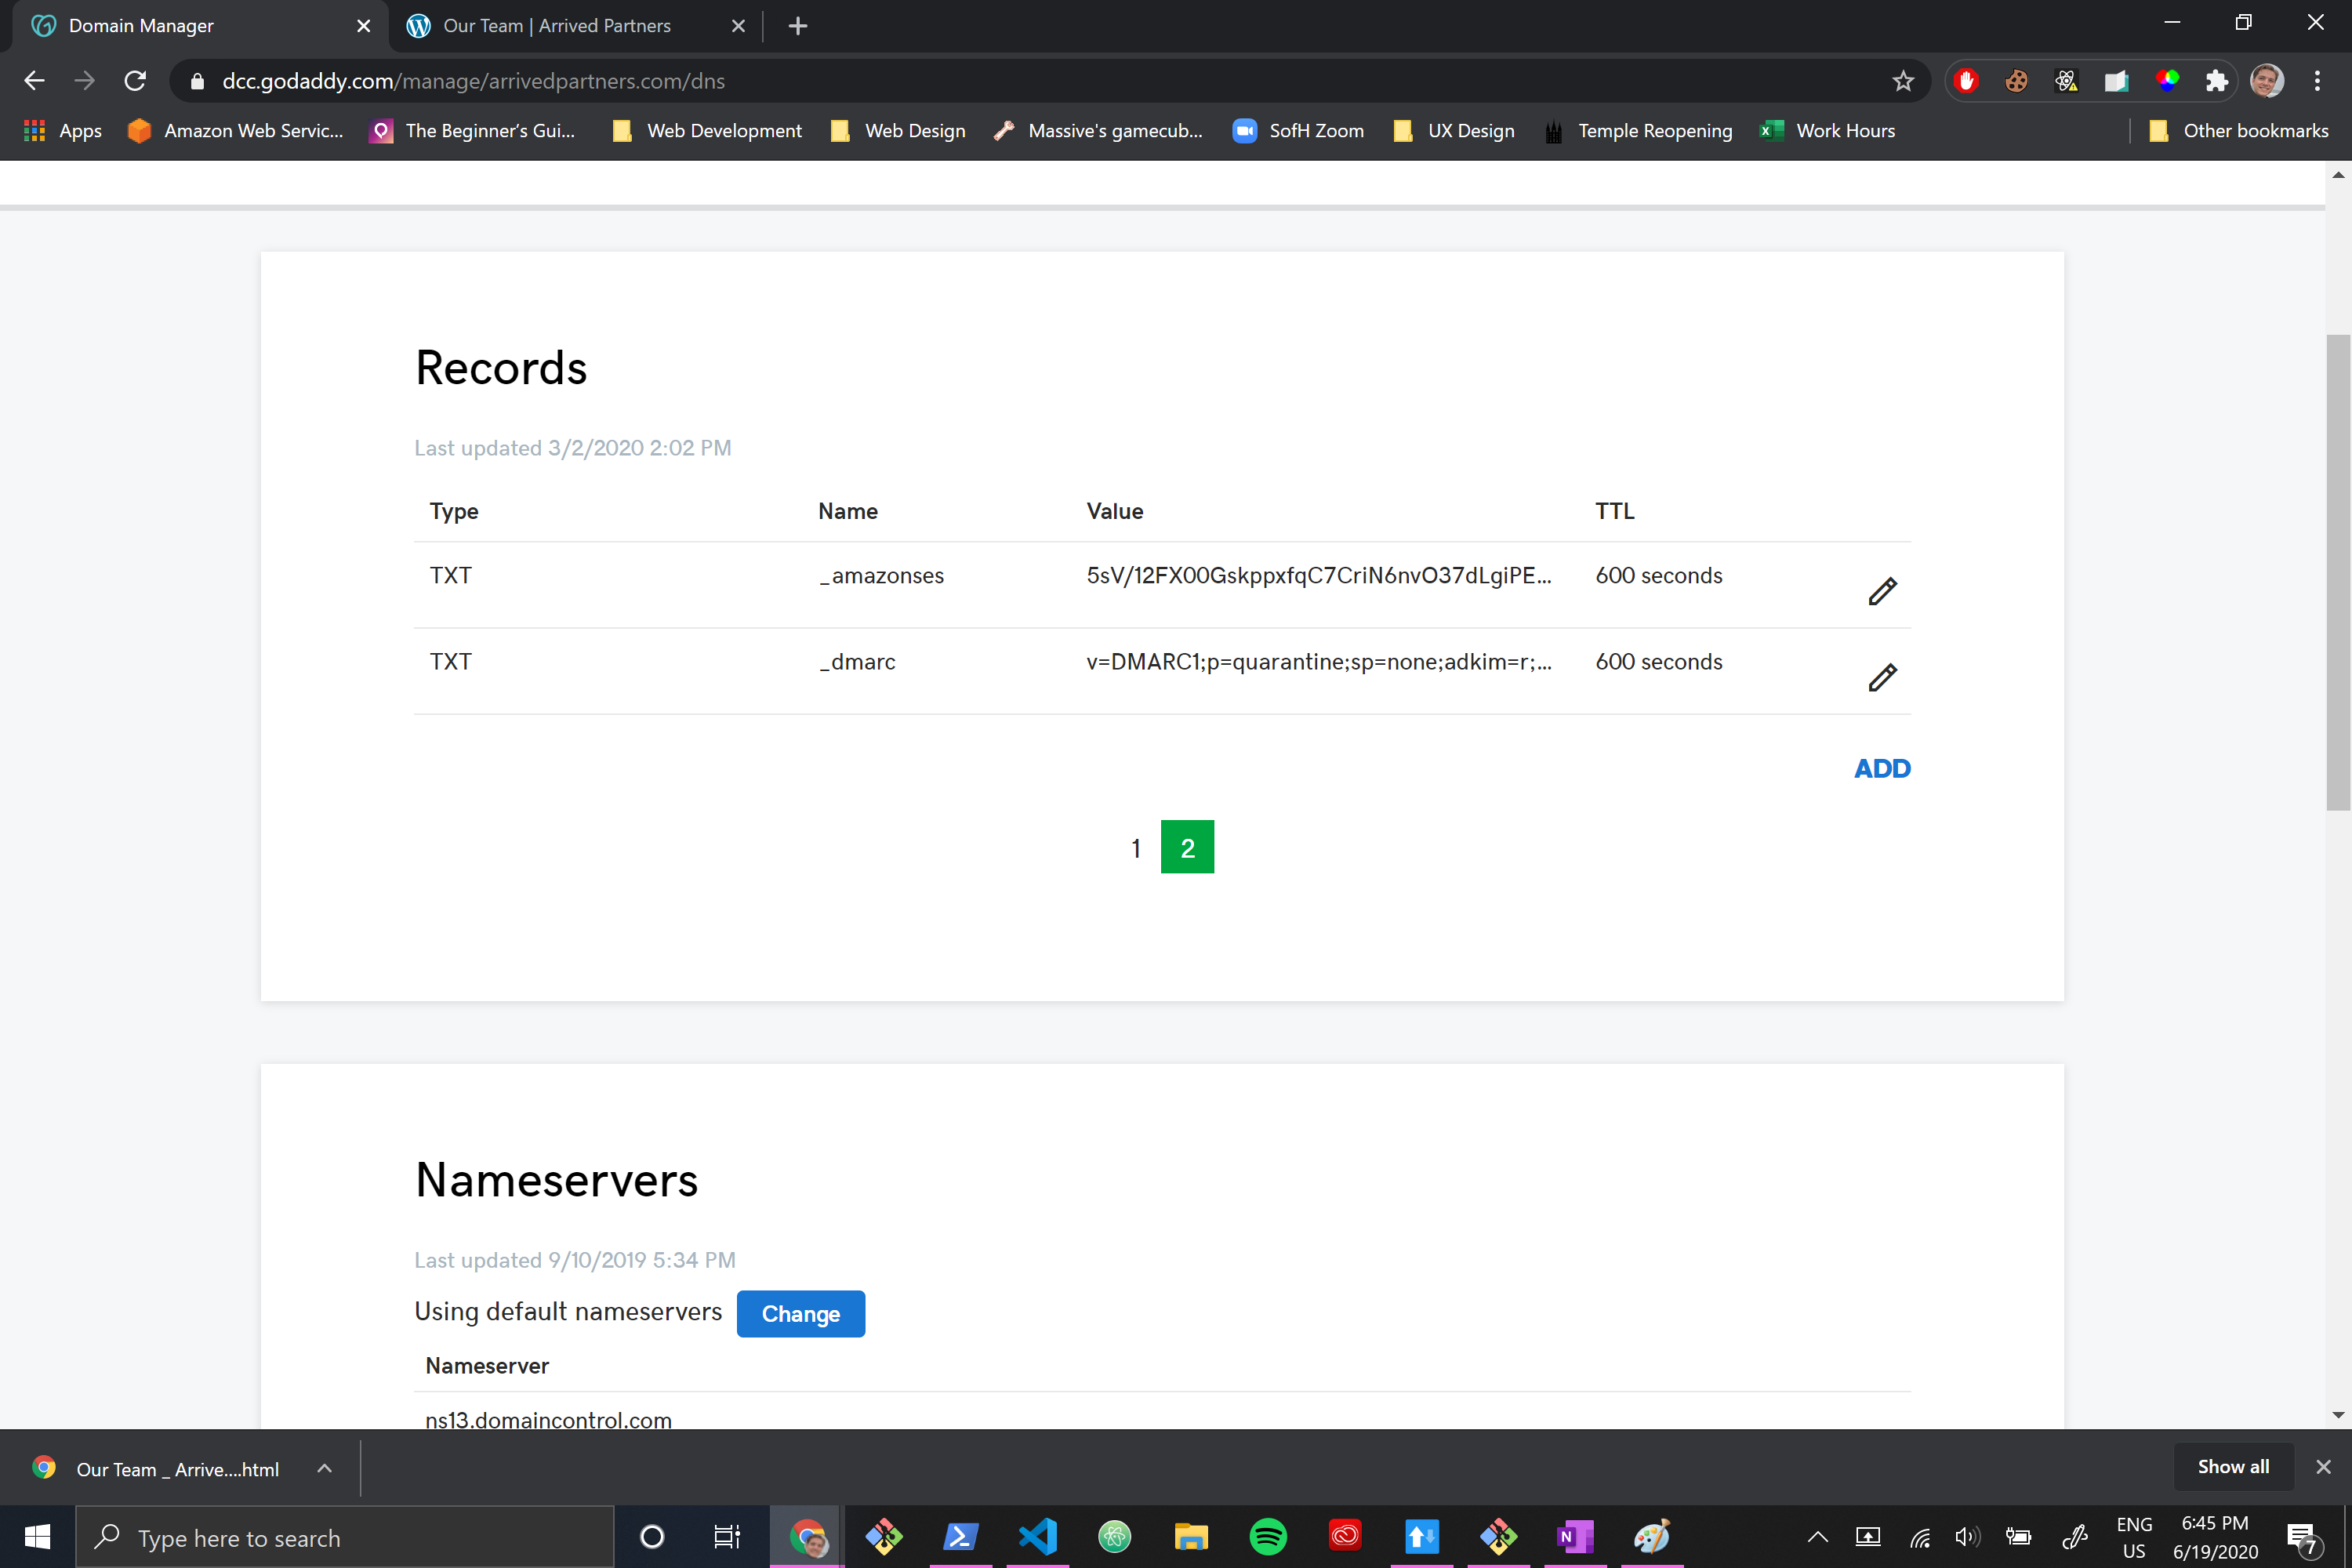 Domain Manager
Our Team | Arrived Partners
dcc.godaddy.com/manage/arrivedpartners.com/dns
Apps
Amazon Web Servic...
The Beginner's Gui...
Web Development
Web Design
Massive's gamecub...
SofH Zoom
UX Design
Temple Reopening
Work Hours
Other bookmarks
Records
Last updated 3/2/2020 2:02 PM
Type Name Value TTL
TXT _amazonses 5sV/12FX00GskppxfqC7CriN6nvO37dLgiPE... 600 seconds
TXT _dmarc v=DMARC1;p=quarantine;sp=none;adkim=r;... 600 seconds
ADD
1 2
Nameservers
Last updated 9/10/2019 5:34 PM
Using default nameservers Change
Nameserver
ns13.domaincontrol.com
Our Team _ Arrive....html
Show all
Type here to search
ENG
US
6:45 PM
6/19/2020
7